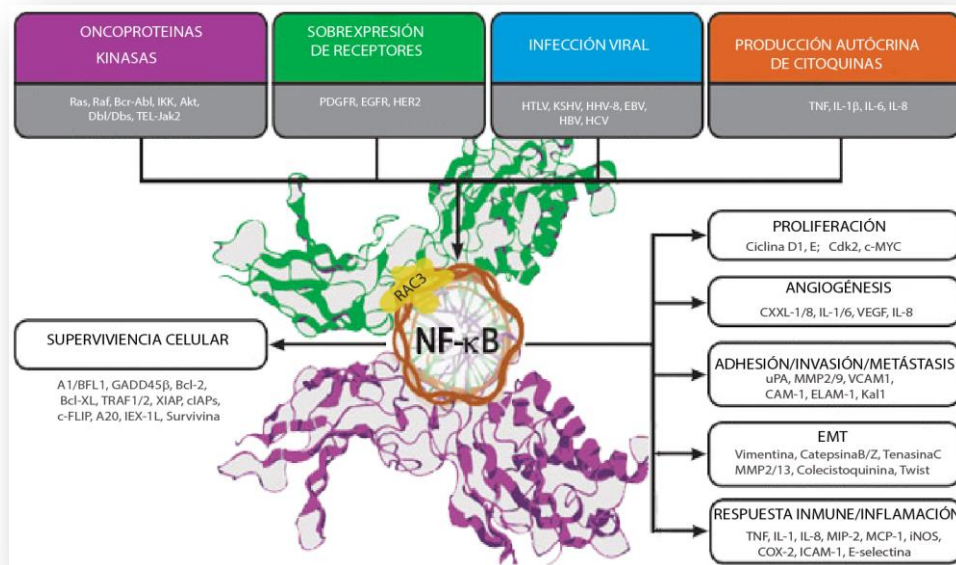 ONCOPROTEINAS
KINASAS
Ras, Raf, Bcr-Abl, IKK, Akt,
Dbl/Dbs, TEL-Jak2
SOBREXPRESIÓN
DE RECEPTORES
PDGFR, EGFR, HER2
INFECCIÓN VIRAL
HTLV, KSHV, HHV-8, EBV,
HBV, HCV
PRODUCCIÓN AUTÓCRINA
DE CITOQUINAS
TNF, IL-1β, IL-6, IL-8
RAC3
NF-κB
SUPERVIVIENCIA CELULAR
A1/BFL1, GADD45β, Bcl-2,
Bcl-XL, TRAF1/2, XIAP, cIAPs,
c-FLIP, A20, IEX-1L, Survivina
PROLIFERACIÓN
Ciclina D1, E; Cdk2, c-MYC
ANGIOGÉNESIS
CXXL-1/8, IL-1/6, VEGF, IL-8
ADHESIÓN/INVASIÓN/METÁSTASIS
uPA, MMP2/9, VCAM1,
CAM-1, ELAM-1, Kal1
EMT
Vimentina, CatepsinaB/Z, TenasinaC
MMP2/13, Colecistoquinina, Twist
RESPUESTA INMUNE/INFLAMACIÓN
TNF, IL-1, IL-8, MIP-2, MCP-1, iNOS,
COX-2, ICAM-1, E-selectina